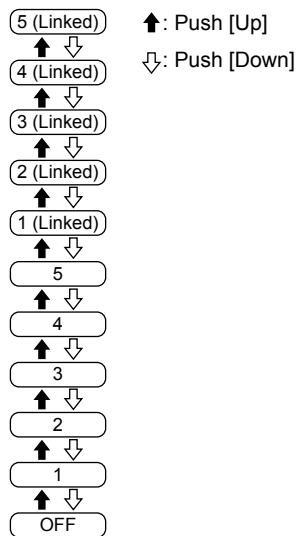 5 (Linked)
4 (Linked)
3 (Linked)
2 (Linked)
1 (Linked)
5
4
3
2
1
OFF
: Push [Up]
: Push [Down]